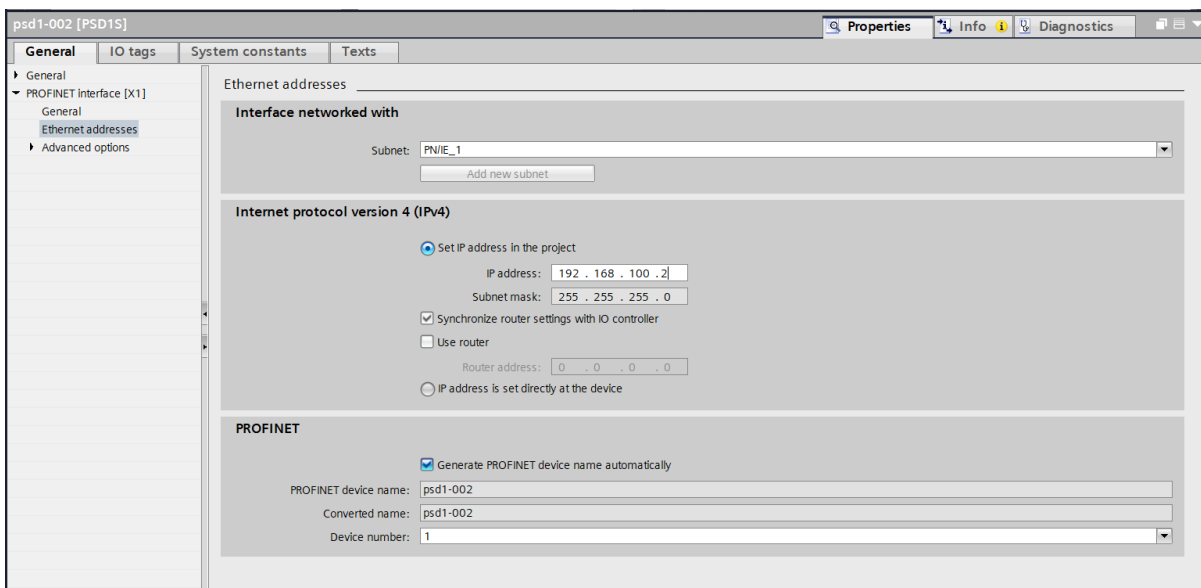 psd1-002 [PSD1S]
Properties
Info
Diagnostics
General
IO tags
System constants
Texts
General
PROFINET interface [X1]
General
Ethernet addresses
Advanced options
Ethernet addresses
Interface networked with
Subnet: PN/IE_1
Add new subnet
Internet protocol version 4 (IPv4)
Set IP address in the project
IP address: 192 . 168 . 100 .2
Subnet mask: 255 . 255 . 255 . 0
Synchronize router settings with IO controller
Use router
Router address: 0 . 0 . 0 . 0
IP address is set directly at the device
PROFINET
Generate PROFINET device name automatically
PROFINET device name: psd1-002
Converted name: psd1-002
Device number: 1